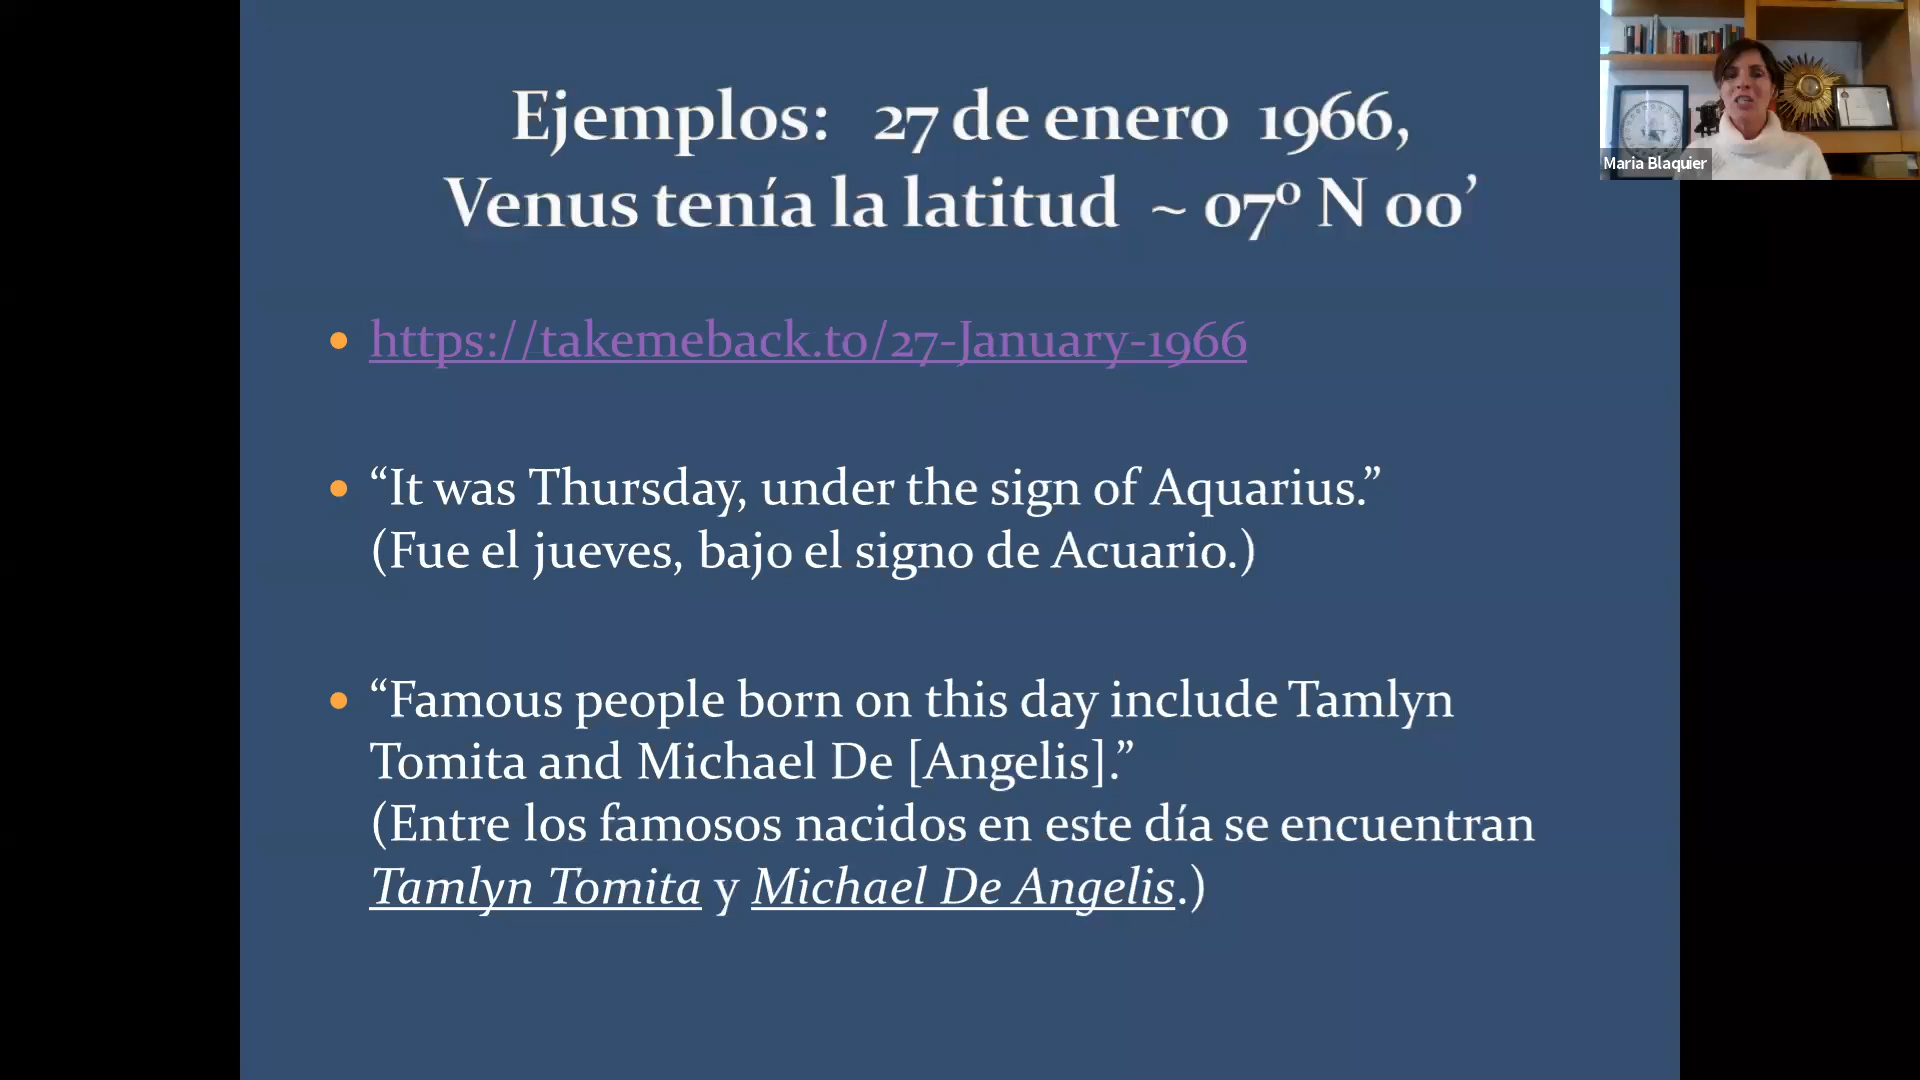 Ejemplos: 27 de enero 1966,
Venus tenía la latitud ~ 07º N 00’
Maria Blaquier
https://takemeback.to/27-January-1966
“It was Thursday, under the sign of Aquarius.”
(Fue el jueves, bajo el signo de Acuario.)
“Famous people born on this day include Tamlyn
Tomita and Michael De [Angelis].”
(Entre los famosos nacidos en este día se encuentran
Tamlyn Tomita y Michael De Angelis.)